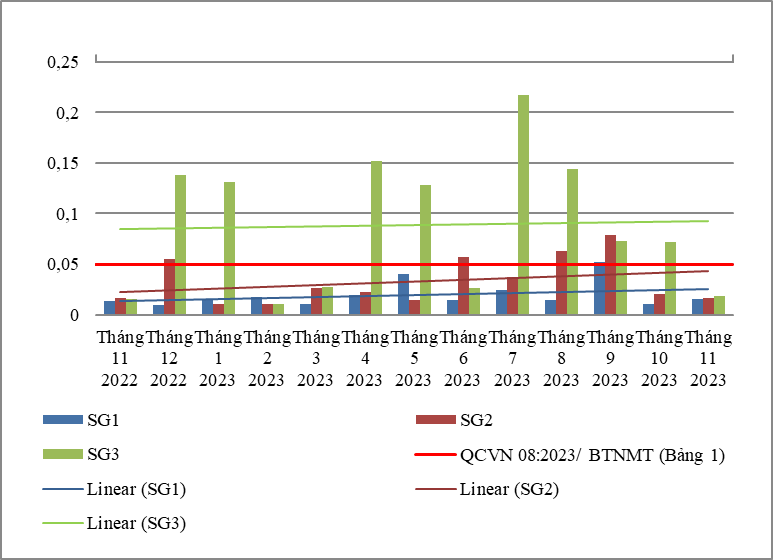 0,25
0,2
0,15
0,1
0,05
0
Tháng Tháng Tháng Tháng Tháng Tháng Tháng Tháng Tháng Tháng Tháng Tháng Tháng
11 12 1 2 3 4 5 6 7 8 9 10 11
2022 2022 2023 2023 2023 2023 2023 2023 2023 2023 2023 2023 2023
SG1 SG2
SG3 QCVN 08:2023/ BTNMT (Bảng 1)
Linear (SG1) Linear (SG2)
Linear (SG3)